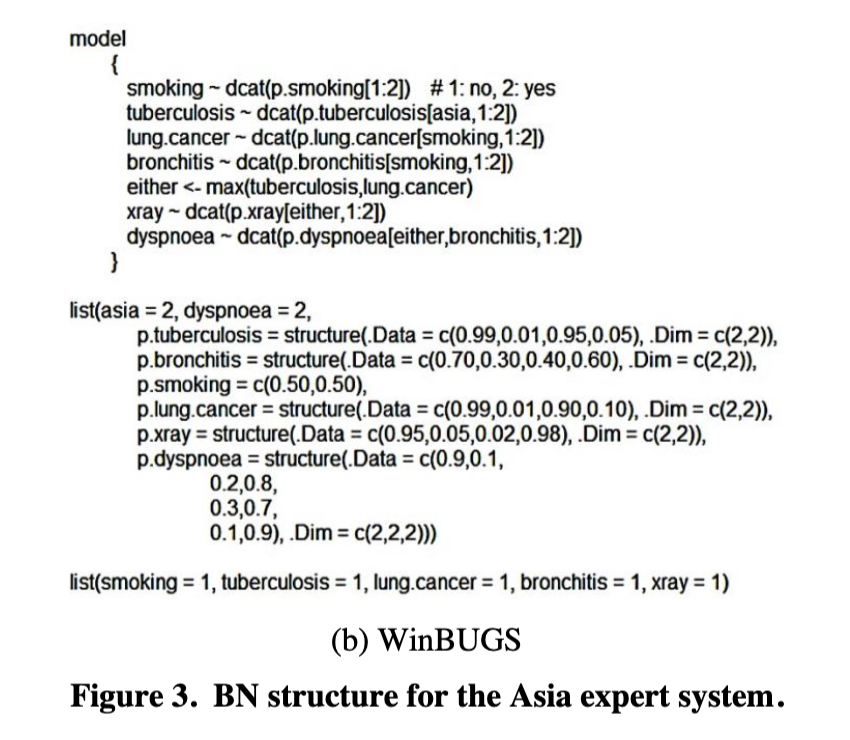 model
{
smoking ~ dcat(p.smoking[1:2]) # 1: no, 2: yes
tuberculosis ~ dcat(p.tuberculosis[asia,1:2])
lung.cancer ~ dcat(p.lung.cancer[smoking,1:2])
bronchitis ~ dcat(p.bronchitis[smoking,1:2])
either <- max(tuberculosis,lung.cancer)
xray ~ dcat(p.xray[either,1:2])
dyspnoea ~ dcat(p.dyspnoea[either,bronchitis,1:2])
}
list(asia = 2, dyspnoea = 2,
p.tuberculosis = structure(.Data = c(0.99,0.01,0.95,0.05), .Dim = c(2,2)),
p.bronchitis = structure(.Data = c(0.70,0.30,0.40,0.60), .Dim = c(2,2)),
p.smoking = c(0.50,0.50),
p.lung.cancer = structure(.Data = c(0.99,0.01,0.90,0.10), .Dim = c(2,2)),
p.xray = structure(.Data = c(0.95,0.05,0.02,0.98), .Dim = c(2,2)),
p.dyspnoea = structure(.Data = c(0.9,0.1,
0.2,0.8,
0.3,0.7,
0.1,0.9), .Dim = c(2,2,2)))
list(smoking = 1, tuberculosis = 1, lung.cancer = 1, bronchitis = 1, xray = 1)
(b) WinBUGS
Figure 3. BN structure for the Asia expert system.